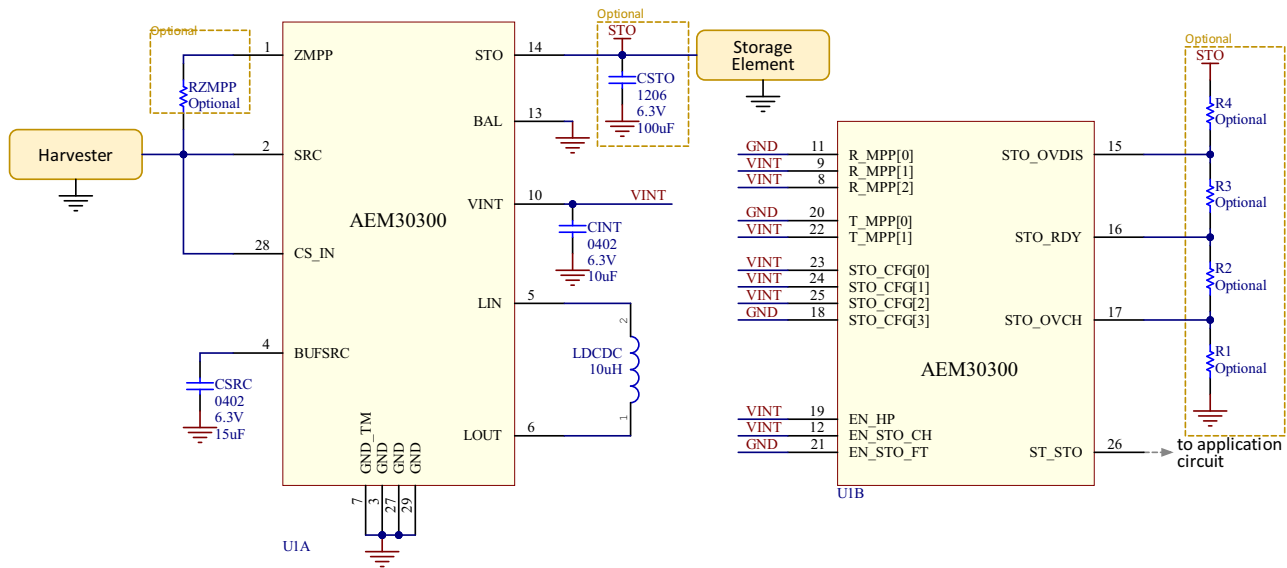 Optional
1
ZMPP
RZMPP
Optional
Harvester
2
SRC
28
CS_IN
4
BUFSRC
CSRC
0402
6.3V
15uF
AEM30300
GND_TM
GND
GND
GND
7
3
27
29
U1A
STO
14
BAL
13
VINT
10
VINT
CINT
0402
6.3V
10uF
LIN
5
2
LDCDC
10uH
1
LOUT
6
Optional
STO
CSTO
1206
6.3V
100uF
Storage
Element
GND
11
R_MPP[0]
VINT
9
R_MPP[1]
VINT
8
R_MPP[2]
GND
20
T_MPP[0]
VINT
22
T_MPP[1]
VINT
23
STO_CFG[0]
VINT
24
STO_CFG[1]
VINT
25
STO_CFG[2]
GND
18
STO_CFG[3]
VINT
19
EN_HP
VINT
12
EN_STO_CH
GND
21
EN_STO_FT
AEM30300
U1B
STO_OVDIS
15
STO_RDY
16
STO_OVCH
17
ST_STO
26
to application
circuit
Optional
STO
R4
Optional
R3
Optional
R2
Optional
R1
Optional